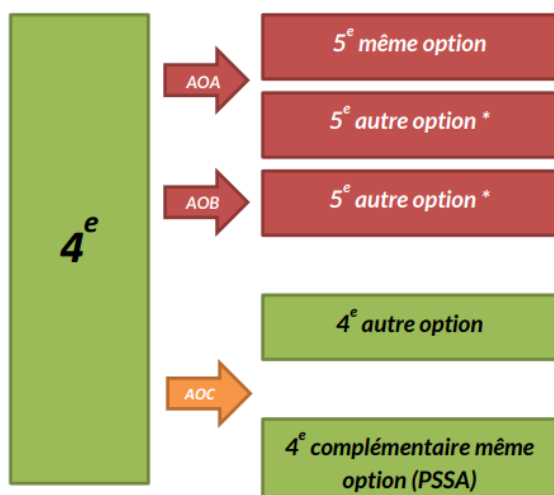 4e
AOA
5e même option
5e autre option *
AOB
5e autre option *
4e autre option
AOC
4e complémentaire même
option (PSSA)